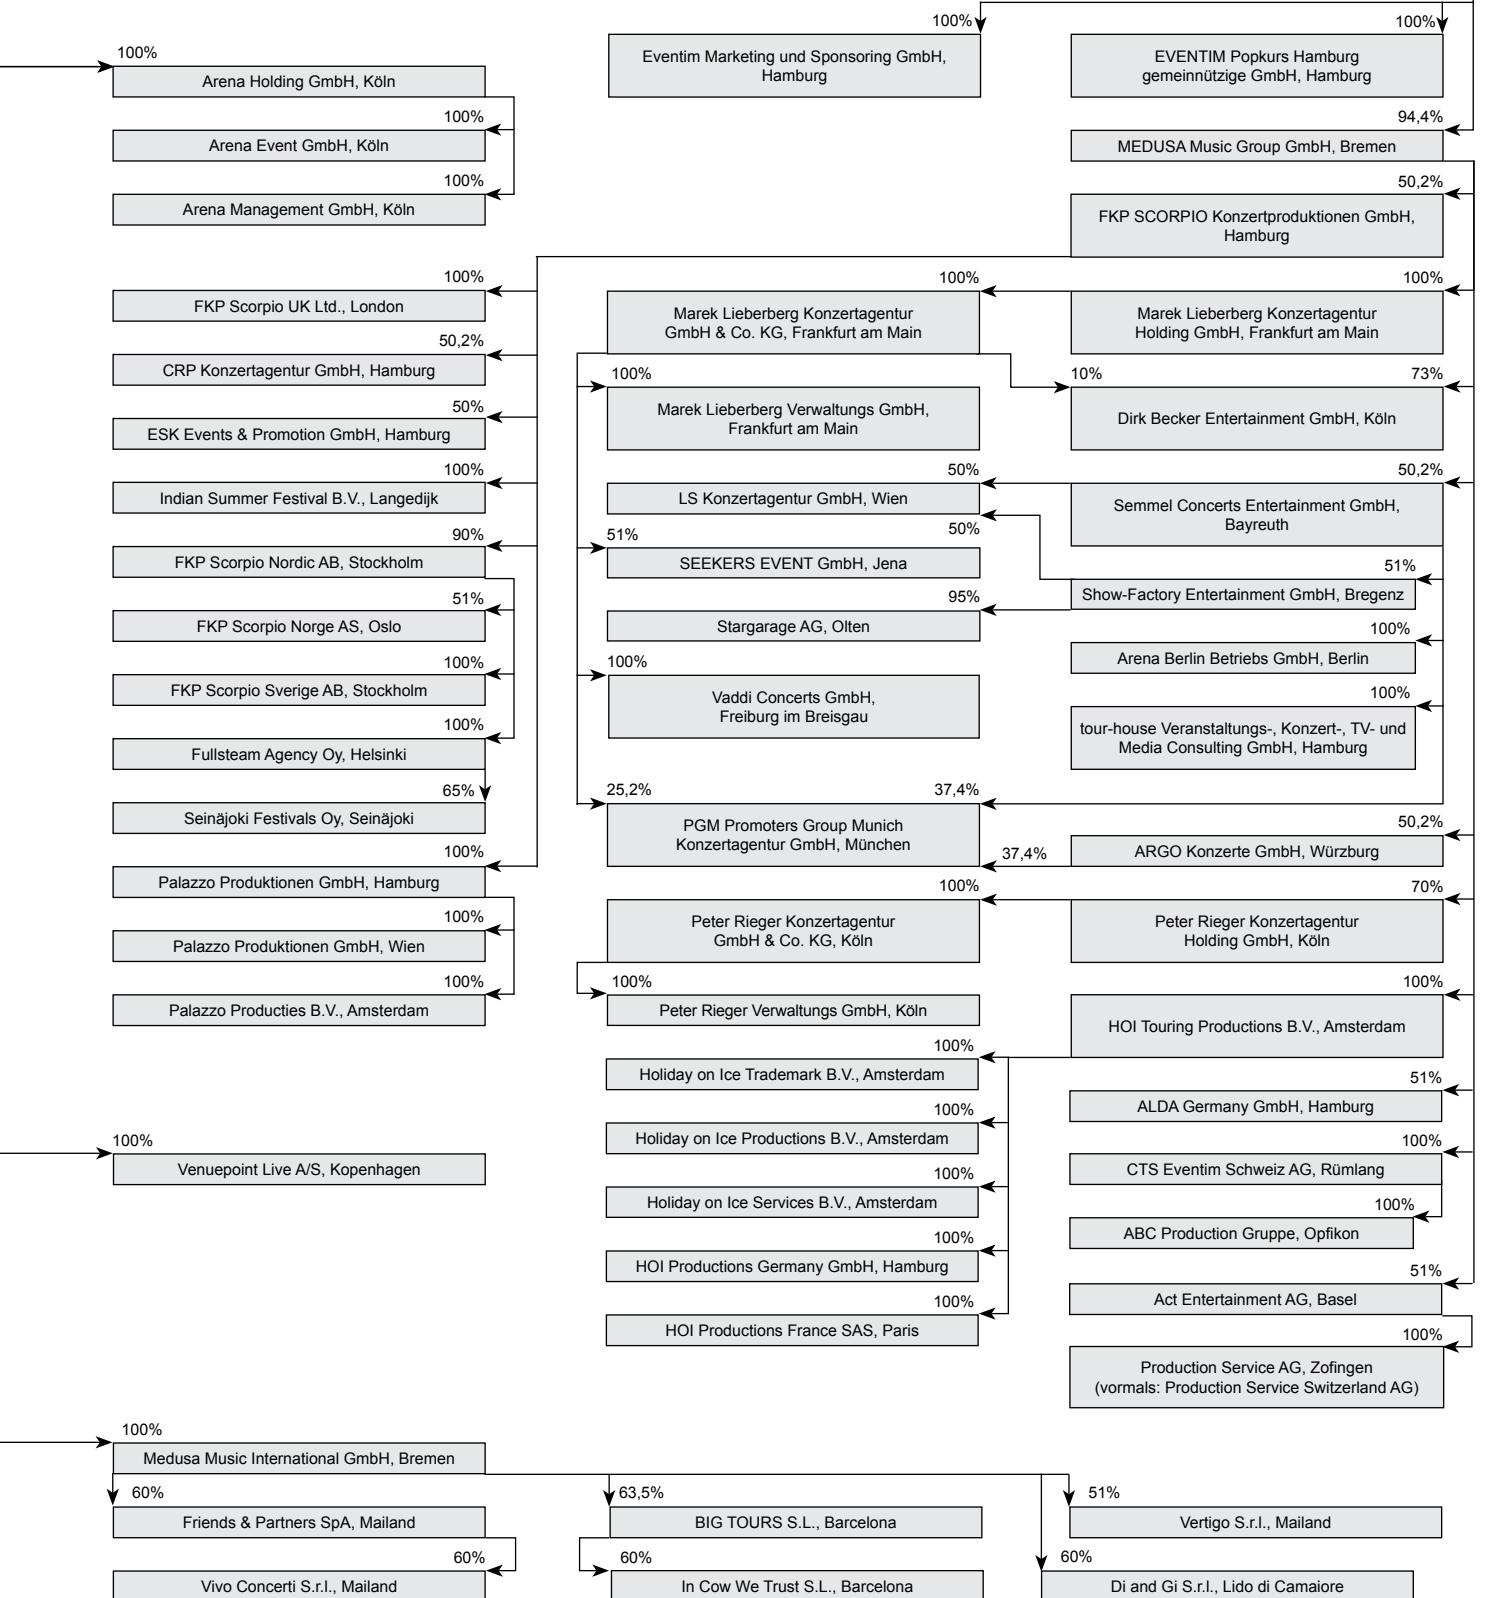 100%
Arena Holding GmbH, Köln
100%
Arena Event GmbH, Köln
100%
Arena Management GmbH, Köln
100%
FKP Scorpio UK Ltd., London
50,2%
CRP Konzertagentur GmbH, Hamburg
50%
ESK Events & Promotion GmbH, Hamburg
100%
Indian Summer Festival B.V., Langedijk
90%
FKP Scorpio Nordic AB, Stockholm
51%
FKP Scorpio Norge AS, Oslo
100%
FKP Scorpio Sverige AB, Stockholm
100%
Fullsteam Agency Oy, Helsinki
65%
Seinäjoki Festivals Oy, Seinäjoki
100%
Palazzo Produktionen GmbH, Hamburg
100%
Palazzo Produktionen GmbH, Wien
100%
Palazzo Producties B.V., Amsterdam
100%
Venuepoint Live A/S, Kopenhagen
100%
Eventim Marketing und Sponsoring GmbH,
Hamburg
100%
Marek Lieberberg Konzertagentur
GmbH & Co. KG, Frankfurt am Main
100%
Marek Lieberberg Verwaltungs GmbH,
Frankfurt am Main
50%
LS Konzertagentur GmbH, Wien
50%
51%
SEEKERS EVENT GmbH, Jena
95%
Stargarage AG, Olten
100%
Vaddi Concerts GmbH,
Freiburg im Breisgau
25,2% 37,4%
PGM Promoters Group Munich
Konzertagentur GmbH, München
37,4%
100%
Peter Rieger Konzertagentur
GmbH & Co. KG, Köln
100%
Peter Rieger Verwaltungs GmbH, Köln
100%
Holiday on Ice Trademark B.V., Amsterdam
100%
Holiday on Ice Productions B.V., Amsterdam
100%
Holiday on Ice Services B.V., Amsterdam
100%
HOI Productions Germany GmbH, Hamburg
100%
HOI Productions France SAS, Paris
100%
EVENTIM Popkurs Hamburg
gemeinnützige GmbH, Hamburg
94,4%
MEDUSA Music Group GmbH, Bremen
50,2%
FKP SCORPIO Konzertproduktionen GmbH,
Hamburg
100%
Marek Lieberberg Konzertagentur
Holding GmbH, Frankfurt am Main
10% 73%
Dirk Becker Entertainment GmbH, Köln
50,2%
Semmel Concerts Entertainment GmbH,
Bayreuth
51%
Show-Factory Entertainment GmbH, Bregenz
100%
Arena Berlin Betriebs GmbH, Berlin
100%
tour-house Veranstaltungs-, Konzert-, TV- und
Media Consulting GmbH, Hamburg
50,2%
ARGO Konzerte GmbH, Würzburg
70%
Peter Rieger Konzertagentur
Holding GmbH, Köln
100%
HOI Touring Productions B.V., Amsterdam
51%
ALDA Germany GmbH, Hamburg
100%
CTS Eventim Schweiz AG, Rümlang
100%
ABC Production Gruppe, Opfikon
51%
Act Entertainment AG, Basel
100%
Production Service AG, Zofingen
(vormals: Production Service Switzerland AG)
100%
Medusa Music International GmbH, Bremen
60%
Friends & Partners SpA, Mailand
60%
Vivo Concerti S.r.l., Mailand
63,5%
BIG TOURS S.L., Barcelona
60%
In Cow We Trust S.L., Barcelona
51%
Vertigo S.r.l., Mailand
60%
Di and Gi S.r.l., Lido di Camaiore